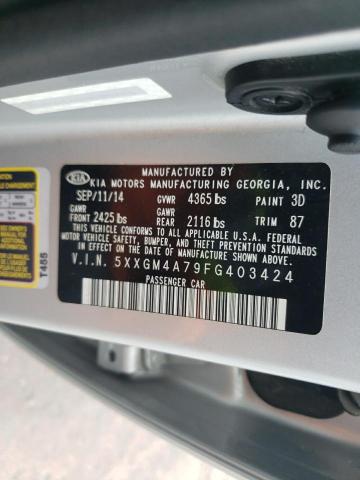 MANUFACTURED BY
KIA KIA MOTORS MANUFACTURING GEORGIA, INC.
SEP/11/14 GVWR 4365 lbs PAINT 3D
GAWR GAWR
FRONT 2425 lbs REAR 2116 lbs TRIM 87
THIS VEHICLE CONFORMS TO ALL APPLICABLE U.S.A. FEDERAL
MOTOR VEHICLE SAFETY, BUMPER, AND THEFT PREVENTION STANDARDS
IN EFFECT ON THE DATE OF MANUFACTURE SHOWN ABOVE.
V.I.N. 5XXGM4A79FG403424
PASSENGER CAR
T455